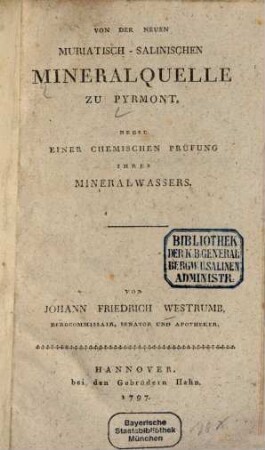 VON DER NEUEN
MURIATISCH-SALINISCHEN
MINERALQUELLE
ZU PYRMONT,
NEBST
EINER CHEMISCHEN PRÜFUNG
IHRES
MINERALWASSERS.
BIBLIOTHEK
DER K.B. GENERAL
BERGW. U. SALINEN
ADMINISTR.
VON
JOHANN FRIEDRICH WESTRUMB,
BERGCOMMISSAIR, SENATOR UND APOTHEKER.
HANNOVER,
bei den Gebrüdern Hahn.
1797.
Bayerische
Staatsbibliothek
München